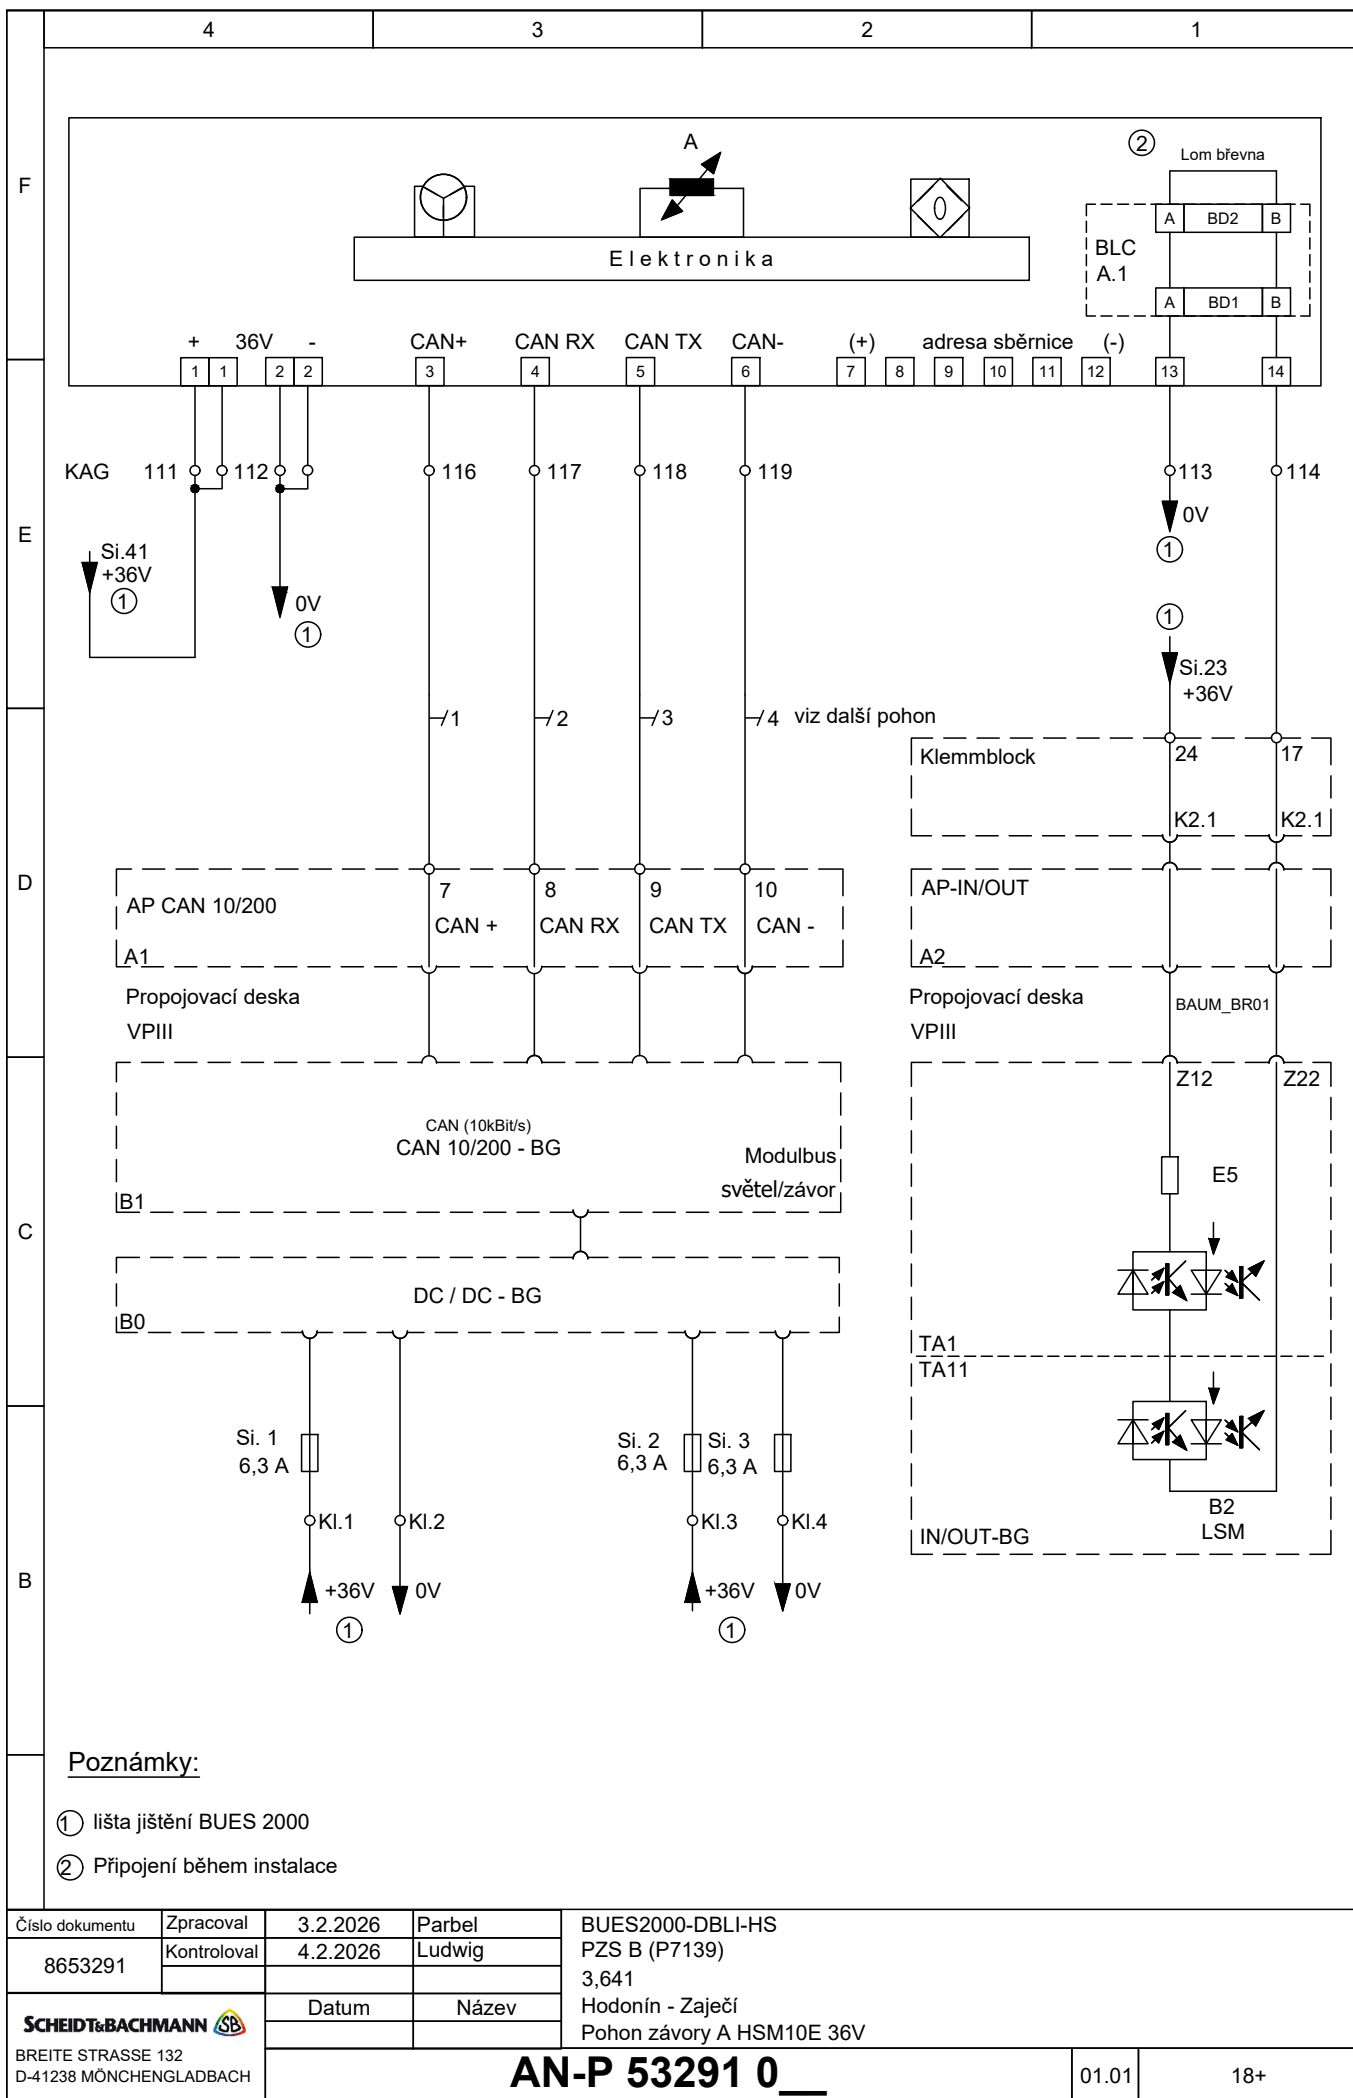 4 3 2 1
F
A
2 Lom břevna
A BD2 B
BLC
A.1
A BD1 B
Elektronika
+ 36V - CAN+ CAN RX CAN TX CAN- (+) adresa sběrnice (-)
1 1 2 2 3 4 5 6 7 8 9 10 11 12 13 14
KAG 111 112 116 117 118 119 113 114
E
Si.41
+36V
1
0V
1
0V
1
1
Si.23
+36V
1 2 3 4 viz další pohon
Klemmblock 24 17
K2.1 K2.1
D
AP CAN 10/200
7 8 9 10
CAN + CAN RX CAN TX CAN -
A1
AP-IN/OUT
A2
Propojovací deska
VPIII
Propojovací deska
VPIII
BAUM_BR01
Z12 Z22
CAN (10kBit/s)
CAN 10/200 - BG
Modulbus
světel/závor
B1
C
E5
DC / DC - BG
B0
TA1
TA11
Si. 1
6,3 A
Si. 2
6,3 A
Si. 3
6,3 A
Kl.1 Kl.2 Kl.3 Kl.4
B2
LSM
IN/OUT-BG
B
+36V 0V +36V 0V
1 1
Poznámky:
1 lišta jištění BUES 2000
2 Připojení během instalace
Číslo dokumentu Zpracoval 3.2.2026 Parbel
8653291 Kontroloval 4.2.2026 Ludwig
Datum Název
BUES2000-DBLI-HS
PZS B (P7139)
3,641
Hodonín - Zaječí
Pohon závory A HSM10E 36V
SCHEIDT&BACHMANN SB
BREITE STRASSE 132
D-41238 MÖNCHENGLADBACH
AN-P 53291 0__
01.01 18+